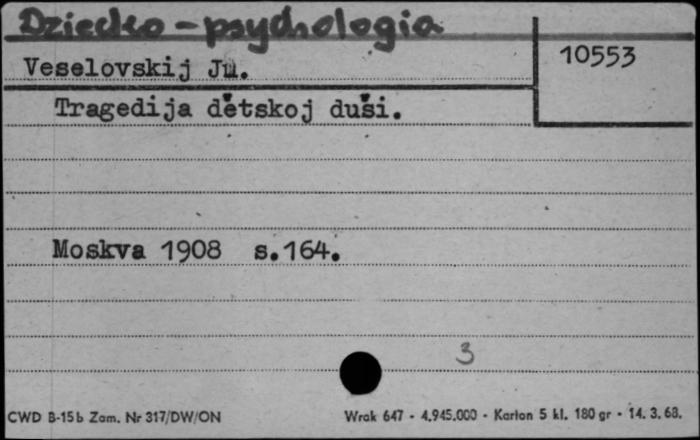 Dziecko - psychologia
10553
Veselovskij Ju.
Tragedija dětskoj duši.
Moskva 1908 s.164.
3
CWD B-15b Zam. Nr 317/DW/ON
Wrak 647 - 4.945.000 - Karton 5 kl. 180 gr - 14. 3. 68.